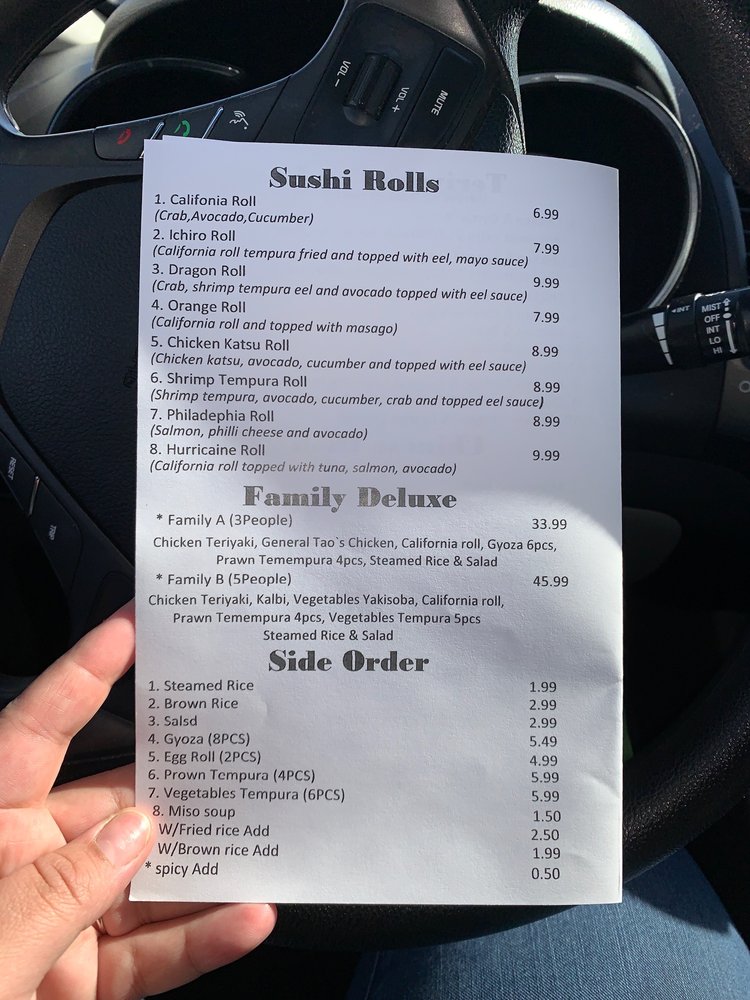 VOL −
VOL +
MUTE
Sushi Rolls
1. Califonia Roll 6.99
(Crab,Avocado,Cucumber)
2. Ichiro Roll 7.99
(California roll tempura fried and topped with eel, mayo sauce)
3. Dragon Roll 9.99
(Crab, shrimp tempura eel and avocado topped with eel sauce)
4. Orange Roll 7.99
(California roll and topped with masago)
5. Chicken Katsu Roll 8.99
(Chicken katsu, avocado, cucumber and topped with eel sauce)
6. Shrimp Tempura Roll 8.99
(Shrimp tempura, avocado, cucumber, crab and topped eel sauce)
7. Philadephia Roll 8.99
(Salmon, philli cheese and avocado)
8. Hurricaine Roll 9.99
(California roll topped with tuna, salmon, avocado)
Family Deluxe
* Family A (3People) 33.99
Chicken Teriyaki, General Tao`s Chicken, California roll, Gyoza 6pcs,
Prawn Temempura 4pcs, Steamed Rice & Salad
* Family B (5People) 45.99
Chicken Teriyaki, Kalbi, Vegetables Yakisoba, California roll,
Prawn Temempura 4pcs, Vegetables Tempura 5pcs
Steamed Rice & Salad
Side Order
1. Steamed Rice 1.99
2. Brown Rice 2.99
3. Salsd 2.99
4. Gyoza (8PCS) 5.49
5. Egg Roll (2PCS) 4.99
6. Prown Tempura (4PCS) 5.99
7. Vegetables Tempura (6PCS) 5.99
8. Miso soup 1.50
W/Fried rice Add 2.50
W/Brown rice Add 1.99
* spicy Add 0.50
INT
MIST
OFF
INT
LO
HI
RESET
TRIP